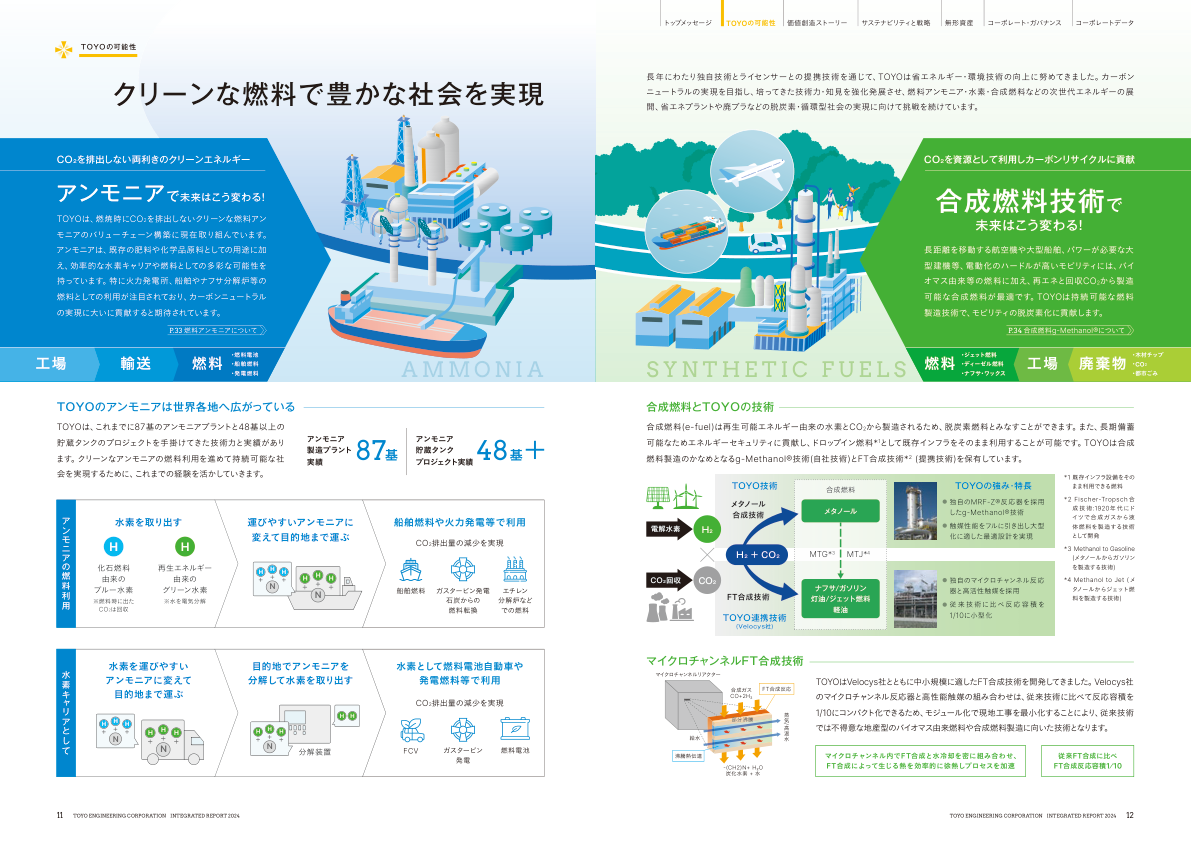 トップメッセージ
TOYOの可能性
価値創造ストーリー
サステナビリティと戦略
無形資産
コーポレート・ガバナンス
コーポレートデータ
TOYOの可能性
クリーンな燃料で豊かな社会を実現
長年にわたり独自技術とライセンサーとの提携技術を通じて、TOYOは省エネルギー・環境技術の向上に努めてきました。カーボン
ニュートラルの実現を目指し、培ってきた技術力・知見を強化発展させ、燃料アンモニア・水素・合成燃料などの次世代エネルギーの展
開、省エネプラントや廃プラなどの脱炭素・循環型社会の実現に向けて挑戦を続けています。
CO₂を排出しない両利きのクリーンエネルギー
アンモニアで未来はこう変わる!
TOYOは、燃焼時にCO₂を排出しないクリーンな燃料アン
モニアのバリューチェーン構築に現在取り組んでいます。
アンモニアは、既存の肥料や化学品原料としての用途に加
え、効率的な水素キャリアや燃料としての多彩な可能性を
持っています。特に火力発電所、船舶やナフサ分解炉等の
燃料としての利用が注目されており、カーボンニュートラル
の実現に大いに貢献すると期待されています。
P.33 燃料アンモニアについて
工場
輸送
燃料
・燃料電池
・船舶燃料
・発電燃料
AMMONIA
CO₂を資源として利用しカーボンリサイクルに貢献
合成燃料技術で
未来はこう変わる!
長距離を移動する航空機や大型船舶、パワーが必要な大
型建機等、電動化のハードルが高いモビリティには、バイ
オマス由来等の燃料に加え、再エネと回収CO₂から製造
可能な合成燃料が最適です。TOYOは持続可能な燃料
製造技術で、モビリティの脱炭素化に貢献します。
P.34 合成燃料g-Methanol®について
SYNTHETIC FUELS
燃料
・ジェット燃料
・ディーゼル燃料
・ナフサ・ワックス
工場
廃棄物
・木材チップ
・CO₂
・都市ごみ
TOYOのアンモニアは世界各地へ広がっている
TOYOは、これまでに87基のアンモニアプラントと48基以上の
貯蔵タンクのプロジェクトを手掛けてきた技術力と実績があり
ます。クリーンなアンモニアの燃料利用を進めて持続可能な社
会を実現するために、これまでの経験を活かしていきます。
アンモニア
製造プラント
実績
87基
アンモニア
貯蔵タンク
プロジェクト実績
48基＋
アンモニアの燃料利用
水素を取り出す
H
化石燃料
由来の
ブルー水素
※燃料時に出た
CO₂は回収
H
再生エネルギー
由来の
グリーン水素
※水を電気分解
運びやすいアンモニアに
変えて目的地まで運ぶ
H H H
+ +
N
H H H
+ +
N
船舶燃料や火力発電等で利用
CO₂排出量の減少を実現
船舶燃料
ガスタービン発電
石炭からの
燃料転換
エチレン
分解炉など
での燃料
水素キャリアとして
水素を運びやすい
アンモニアに変えて
目的地まで運ぶ
H H H
+ +
N
H H H
+ +
N
目的地でアンモニアを
分解して水素を取り出す
H H H
+ +
N
H H
分解装置
水素として燃料電池自動車や
発電燃料等で利用
CO₂排出量の減少を実現
FCV
ガスタービン
発電
燃料電池
合成燃料とTOYOの技術
合成燃料(e-fuel)は再生可能エネルギー由来の水素とCO₂から製造されるため、脱炭素燃料とみなすことができます。また、長期備蓄
可能なためエネルギーセキュリティに貢献し、ドロップイン燃料*¹として既存インフラをそのまま利用することが可能です。TOYOは合成
燃料製造のかなめとなるg-Methanol®技術(自社技術)とFT合成技術*²(提携技術)を保有しています。
電解水素
H₂
CO₂回収
CO₂
TOYO技術
メタノール
合成技術
H₂ + CO₂
FT合成技術
TOYO連携技術
(Velocys社)
合成燃料
メタノール
MTG*³
MTJ*⁴
ナフサ/ガソリン
灯油/ジェット燃料
軽油
TOYOの強み・特長
● 独自のMRF-Z®反応器を採用
したg-Methanol®技術
● 触媒性能をフルに引き出し大型
化に適した最適設計を実現
● 独自のマイクロチャンネル反応
器と高活性触媒を採用
● 従来技術に比べ反応容積を
1/10に小型化
*1 既存インフラ設備をその
まま利用できる燃料
*2 Fischer-Tropsch合
成技術:1920年代にド
イツで合成ガスから液
体燃料を製造する技術
として開発
*3 Methanol to Gasoline
(メタノールからガソリン
を製造する技術)
*4 Methanol to Jet (メ
タノールからジェット燃
料を製造する技術)
マイクロチャンネルFT合成技術
マイクロチャンネルリアクター
合成ガス
CO+2H₂
FT合成反応
部分沸騰
蒸気/高温水
給水
沸騰熱伝達
-(CH2)N+ H₂O
炭化水素 + 水
TOYOはVelocys社とともに中小規模に適したFT合成技術を開発してきました。Velocys社
のマイクロチャンネル反応器と高性能触媒の組み合わせは、従来技術に比べて反応容積を
1/10にコンパクト化できるため、モジュール化で現地工事を最小化することにより、従来技術
では不得意な地産型のバイオマス由来燃料や合成燃料製造に向いた技術となります。
マイクロチャンネル内でFT合成と水冷却を密に組み合わせ、
FT合成によって生じる熱を効率的に徐熱しプロセスを加速
従来FT合成に比べ
FT合成反応容積1/10
11 TOYO ENGINEERING CORPORATION INTEGRATED REPORT 2024
TOYO ENGINEERING CORPORATION INTEGRATED REPORT 2024 12